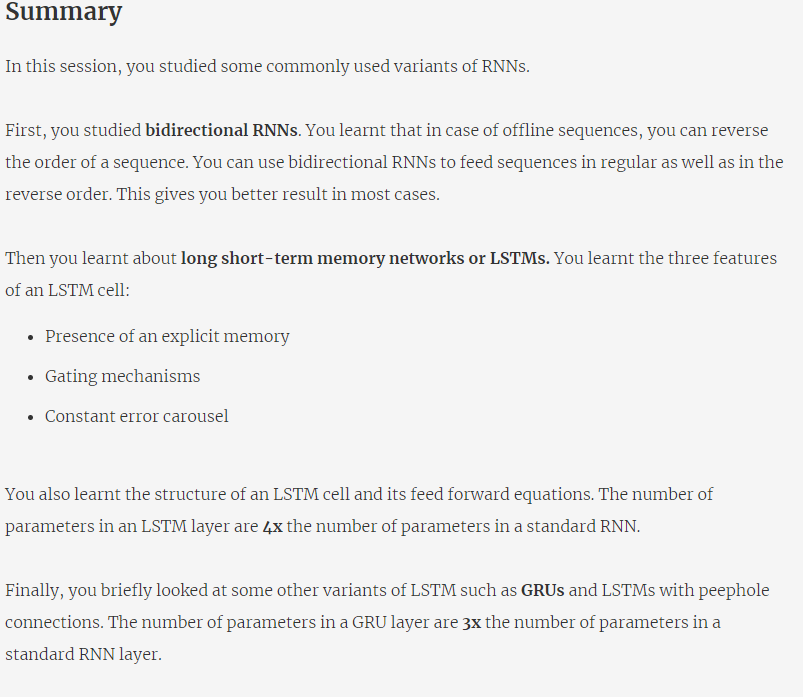 Summary
In this session, you studied some commonly used variants of RNNs.
First, you studied bidirectional RNNs. You learnt that in case of offline sequences, you can reverse
the order of a sequence. You can use bidirectional RNNs to feed sequences in regular as well as in the
reverse order. This gives you better result in most cases.
Then you learnt about long short-term memory networks or LSTMs. You learnt the three features
of an LSTM cell:
• Presence of an explicit memory
• Gating mechanisms
• Constant error carousel
You also learnt the structure of an LSTM cell and its feed forward equations. The number of
parameters in an LSTM layer are 4x the number of parameters in a standard RNN.
Finally, you briefly looked at some other variants of LSTM such as GRUs and LSTMs with peephole
connections. The number of parameters in a GRU layer are 3x the number of parameters in a
standard RNN layer.